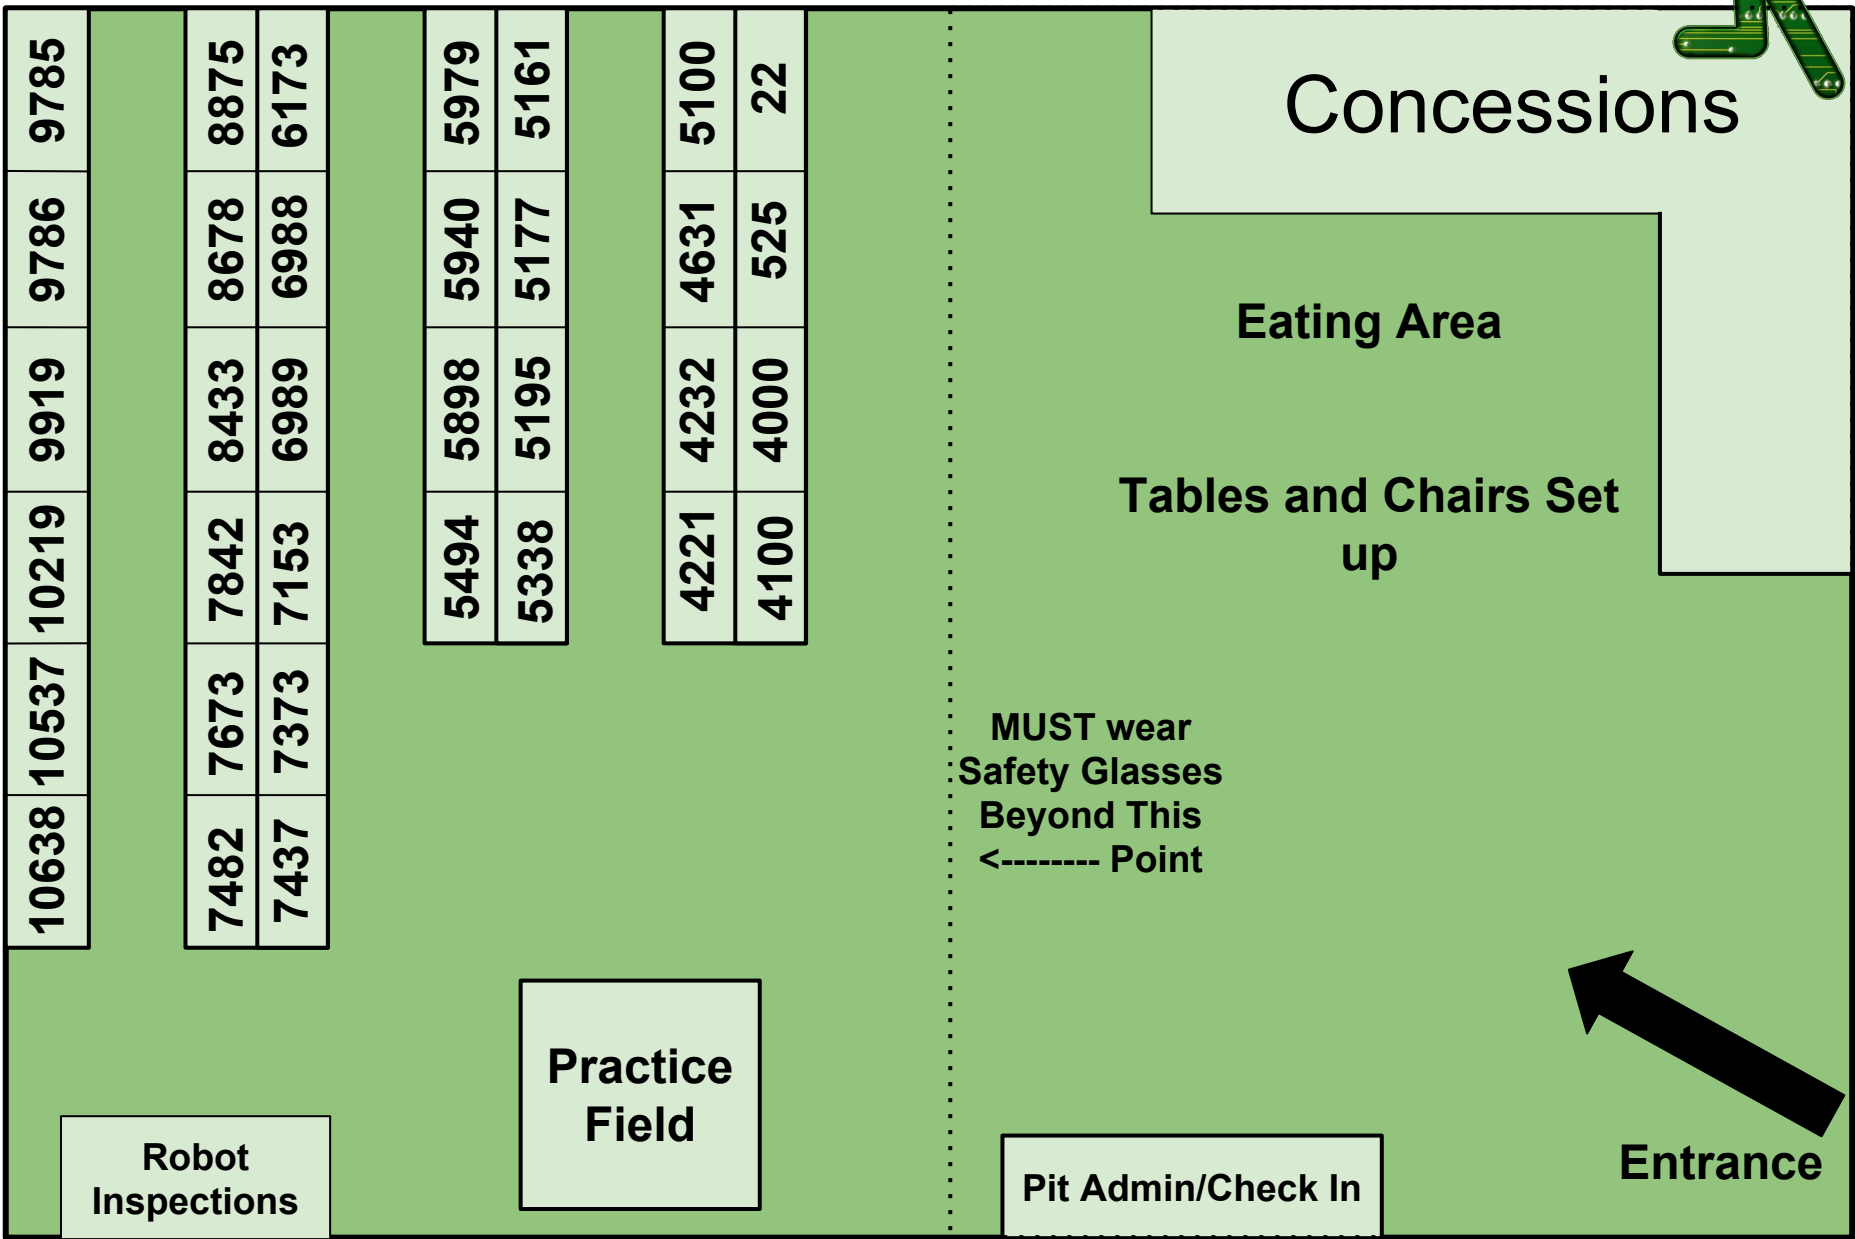 9785
8875
6173
5979
5161
5100
22
Concessions
9786
8678
6988
5940
5177
4631
525
Eating Area
9919
8433
6989
5898
5195
4232
4000
Tables and Chairs Set
up
10219
7842
7153
5494
5338
4221
4100
10537
7673
7373
MUST wear
Safety Glasses
Beyond This
<-------- Point
10638
7482
7437
Practice
Field
Robot
Inspections
Pit Admin/Check In
Entrance